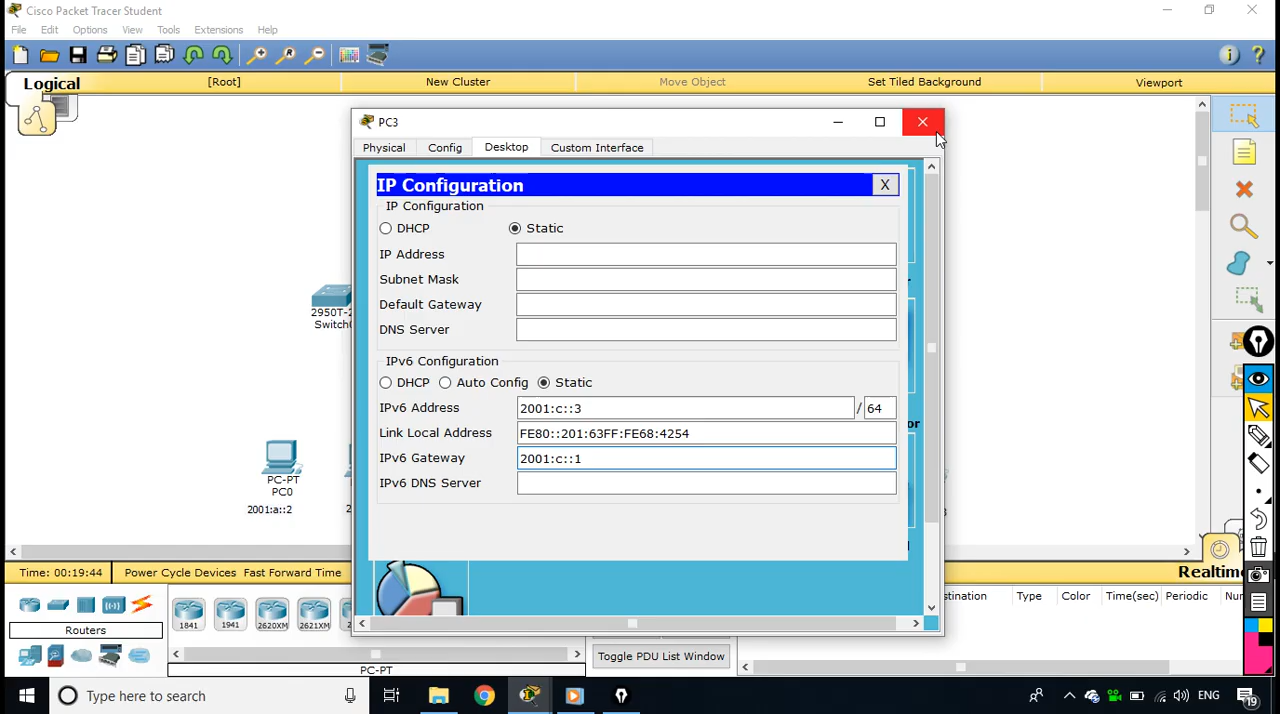 Cisco Packet Tracer Student
File Edit Options View Tools Extensions Help
Logical [Root] New Cluster Move Object Set Tiled Background Viewport
PC3
Physical Config Desktop Custom Interface
IP Configuration X
IP Configuration
DHCP Static
IP Address
Subnet Mask
Default Gateway
DNS Server
IPv6 Configuration
DHCP Auto Config Static
IPv6 Address 2001:c::3 / 64
Link Local Address FE80::201:63FF:FE68:4254
IPv6 Gateway 2001:c::1
IPv6 DNS Server
2950T-2
Switch0
PC-PT
PC0
2001:a::2
Time: 00:19:44 Power Cycle Devices Fast Forward Time Realtime
Routers
1841 1941 2620XM 2621XM
PC-PT
Toggle PDU List Window
Type Color Time(sec) Periodic
Type here to search
ENG
19